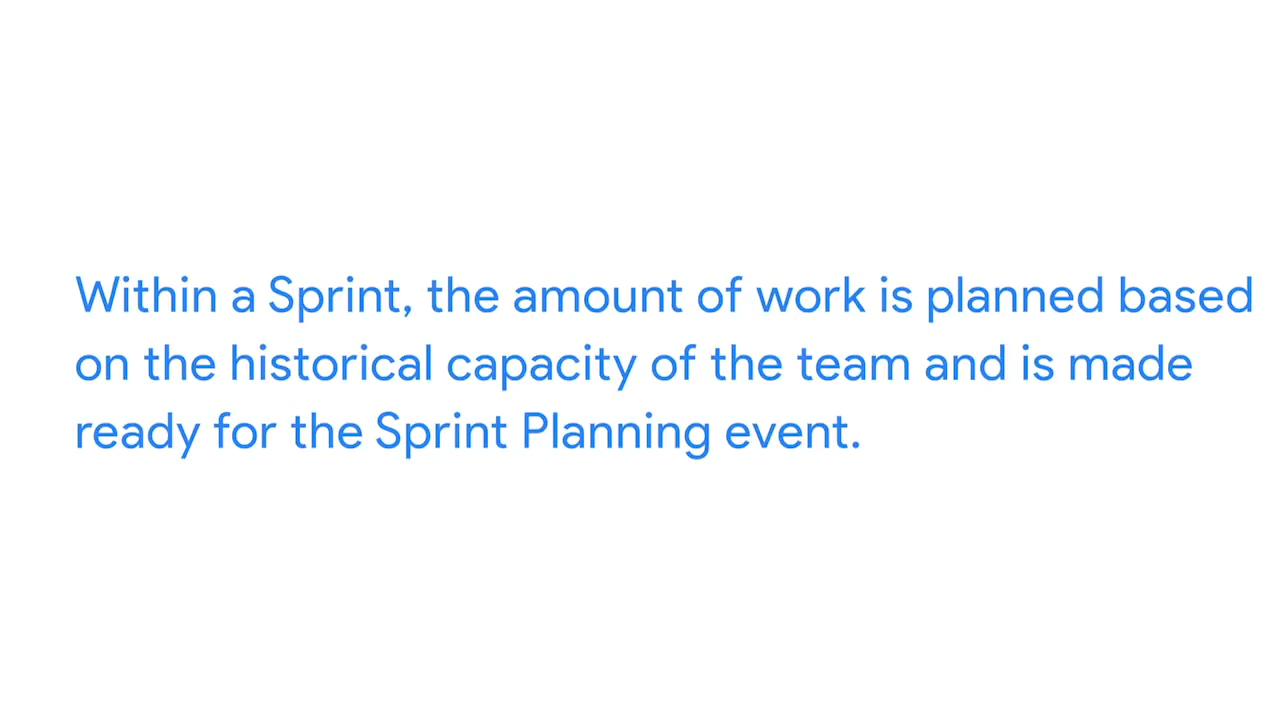 Within a Sprint, the amount of work is planned based
on the historical capacity of the team and is made
ready for the Sprint Planning event.